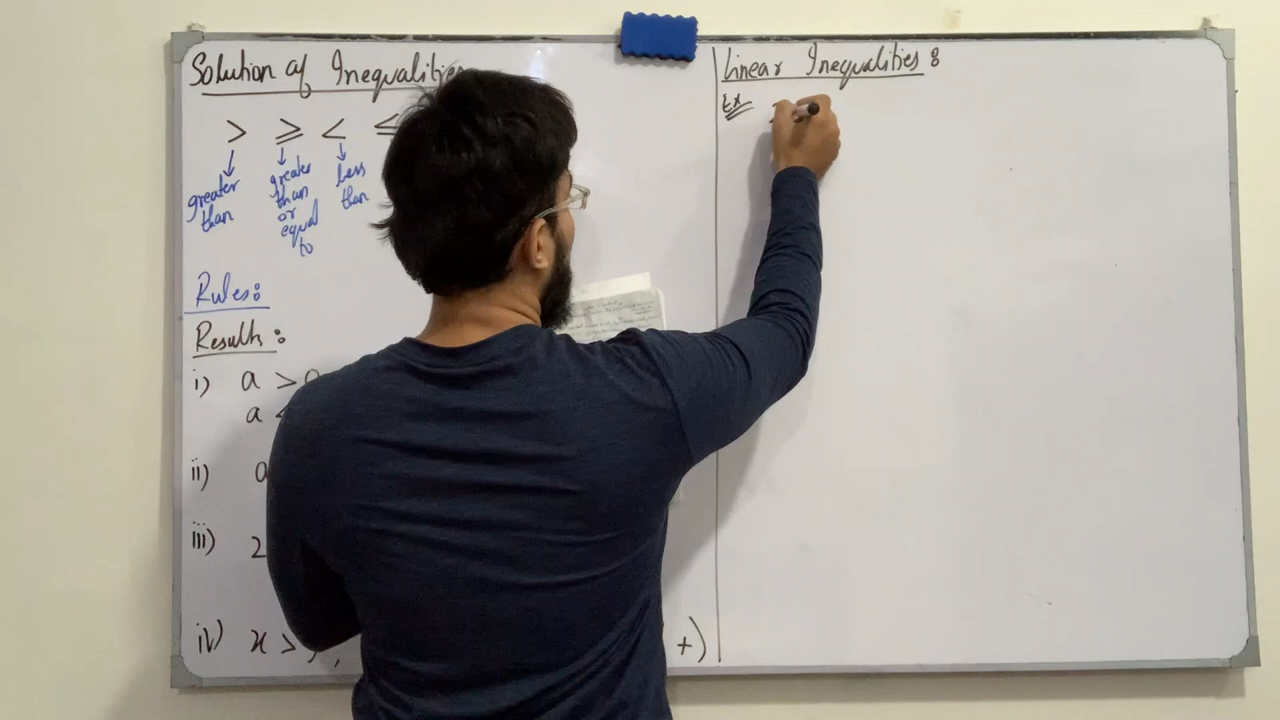 Solution of Inequalities
> ≥ < ≤
greater than
greater than or equal to
less than
Rules:
Results:
i) a >
a <
ii) a
iii) 2
iv) x > y, +)
Linear Inequalities :
Ex